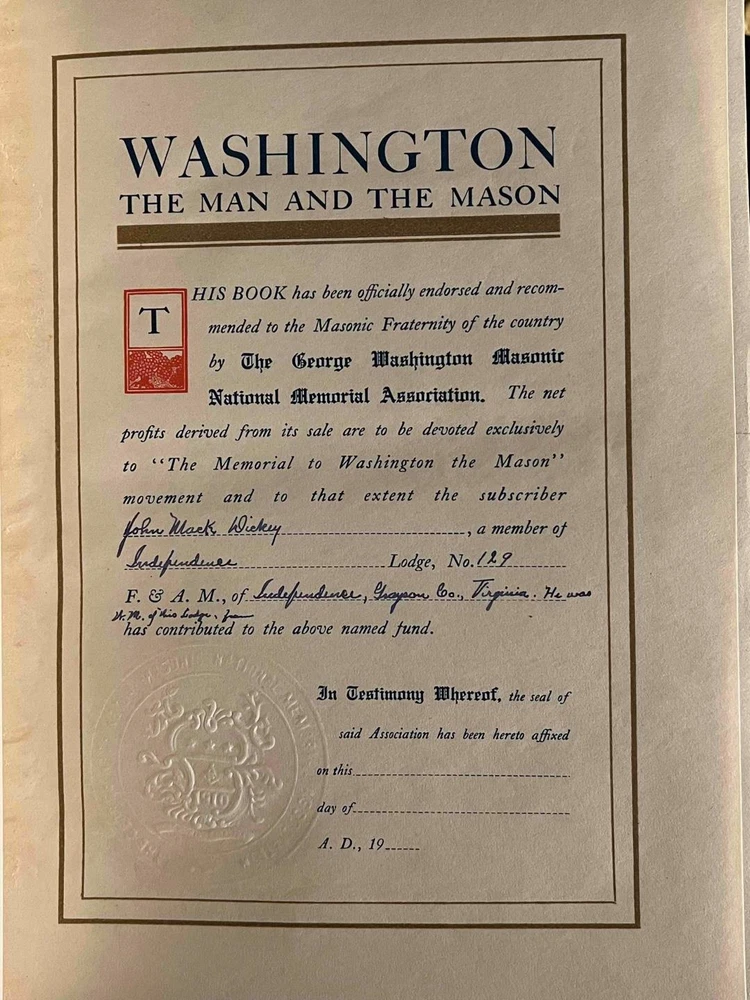 WASHINGTON
THE MAN AND THE MASON
THIS BOOK has been officially endorsed and recom-
mended to the Masonic Fraternity of the country
by The George Washington Masonic
National Memorial Association. The net
profits derived from its sale are to be devoted exclusively
to “The Memorial to Washington the Mason”
movement and to that extent the subscriber
John Mack Dickey, a member of
Independence Lodge, No. 129
F. & A. M., of Independence, Grayson Co., Virginia. He was
W. M. of this Lodge, from
has contributed to the above named fund.
In Testimony Whereof, the seal of
said Association has been hereto affixed
on this
day of
A. D., 19
1910